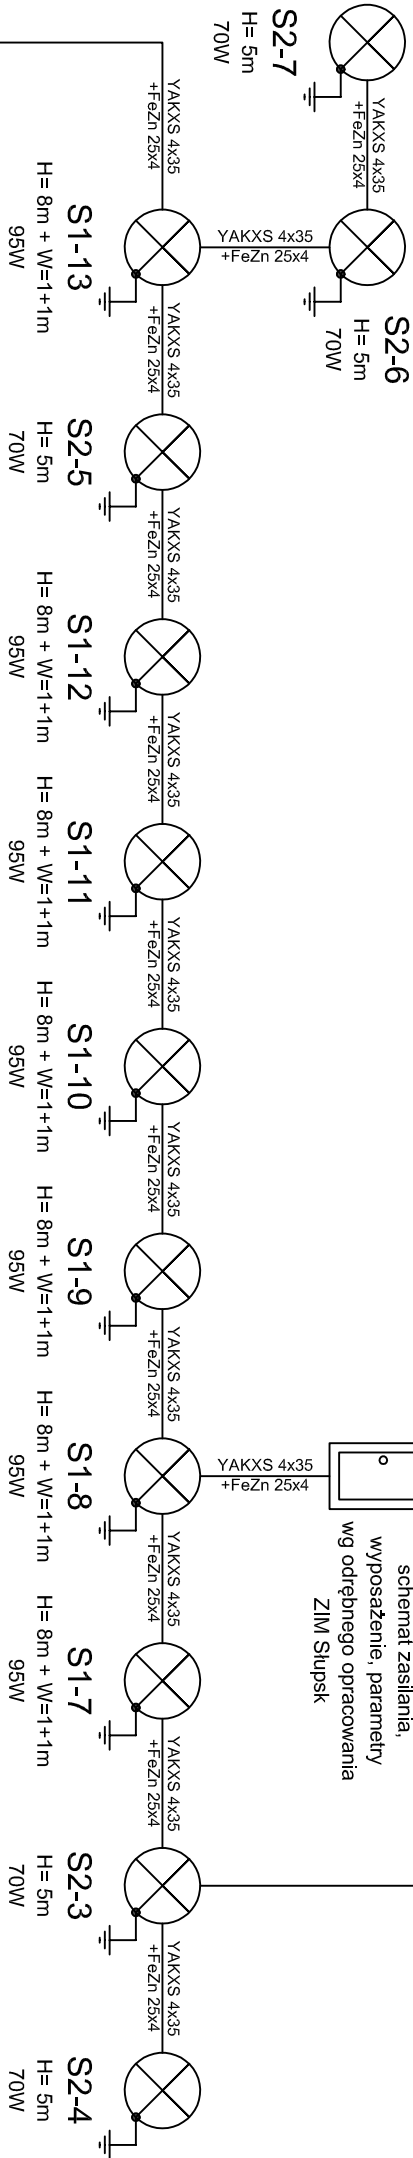 S2-7
H= 5m
70W
YAKXS 4x35
+FeZn 25x4
S2-6
H= 5m
70W
YAKXS 4x35
+FeZn 25x4
YAKXS 4x35
+FeZn 25x4
S1-13
H= 8m + W=1+1m
95W
YAKXS 4x35
+FeZn 25x4
S2-5
H= 5m
70W
YAKXS 4x35
+FeZn 25x4
S1-12
H= 8m + W=1+1m
95W
YAKXS 4x35
+FeZn 25x4
S1-11
H= 8m + W=1+1m
95W
YAKXS 4x35
+FeZn 25x4
S1-10
H= 8m + W=1+1m
95W
YAKXS 4x35
+FeZn 25x4
S1-9
H= 8m + W=1+1m
95W
YAKXS 4x35
+FeZn 25x4
S1-8
H= 8m + W=1+1m
95W
YAKXS 4x35
+FeZn 25x4
schemat zasilania,
wyposażenie, parametry
wg odrębnego opracowania
ZIM Słupsk
YAKXS 4x35
+FeZn 25x4
S1-7
H= 8m + W=1+1m
95W
YAKXS 4x35
+FeZn 25x4
S2-3
H= 5m
70W
YAKXS 4x35
+FeZn 25x4
S2-4
H= 5m
70W